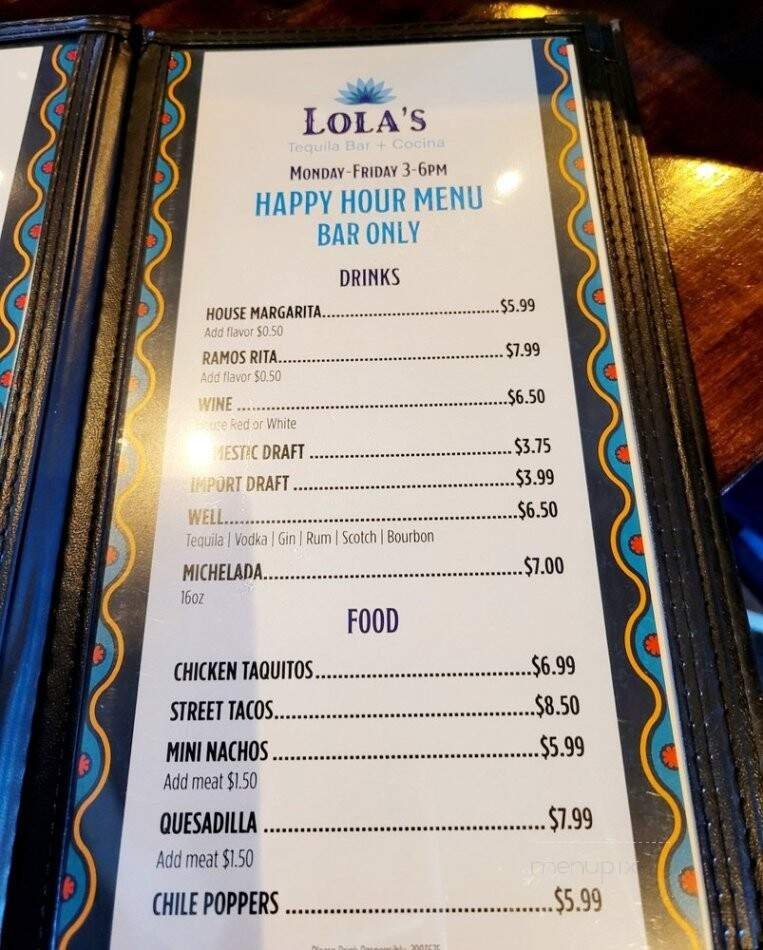 LOLA'S
Tequila Bar + Cocina
MONDAY-FRIDAY 3-6PM
HAPPY HOUR MENU
BAR ONLY
DRINKS
HOUSE MARGARITA..............................$5.99
Add flavor $0.50
RAMOS RITA..............................$7.99
Add flavor $0.50
WINE..............................$6.50
House Red or White
DOMESTIC DRAFT..............................$3.75
IMPORT DRAFT..............................$3.99
WELL..............................$6.50
Tequila | Vodka | Gin | Rum | Scotch | Bourbon
MICHELADA..............................$7.00
16oz
FOOD
CHICKEN TAQUITOS..............................$6.99
STREET TACOS..............................$8.50
MINI NACHOS..............................$5.99
Add meat $1.50
QUESADILLA..............................$7.99
Add meat $1.50
menupix
CHILE POPPERS..............................$5.99